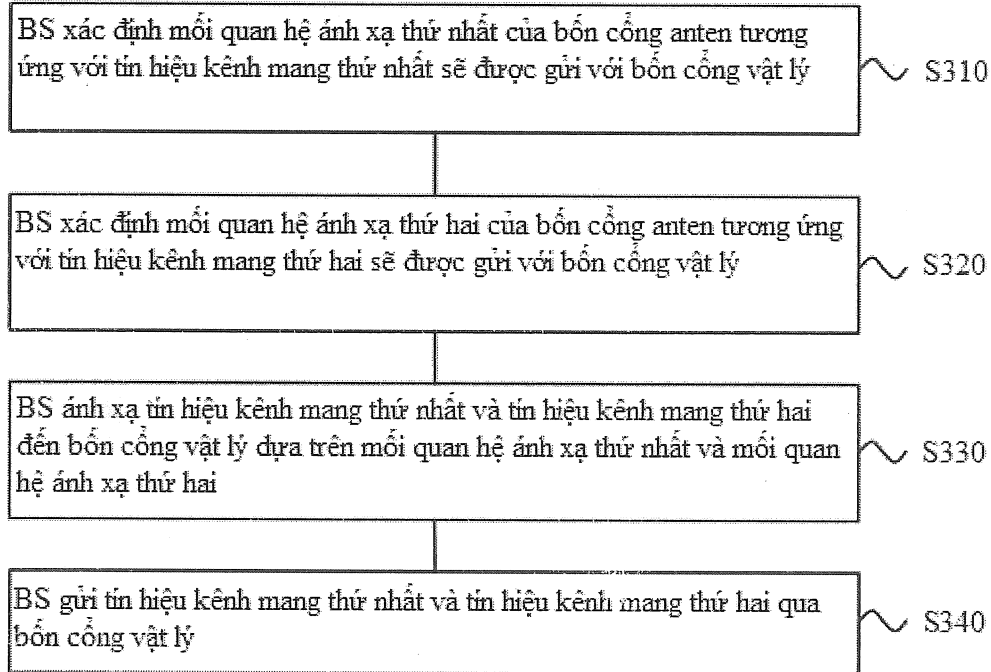 BS xác định mối quan hệ ánh xạ thứ nhất của bốn cổng anten tương
ứng với tín hiệu kênh mang thứ nhất sẽ được gửi với bốn cổng vật lý
S310
BS xác định mối quan hệ ánh xạ thứ hai của bốn cổng anten tương ứng
với tín hiệu kênh mang thứ hai sẽ được gửi với bốn cổng vật lý
S320
BS ánh xạ tín hiệu kênh mang thứ nhất và tín hiệu kênh mang thứ hai
đến bốn cổng vật lý dựa trên mối quan hệ ánh xạ thứ nhất và mối quan
hệ ánh xạ thứ hai
S330
BS gửi tín hiệu kênh mang thứ nhất và tín hiệu kênh mang thứ hai qua
bốn cổng vật lý
S340